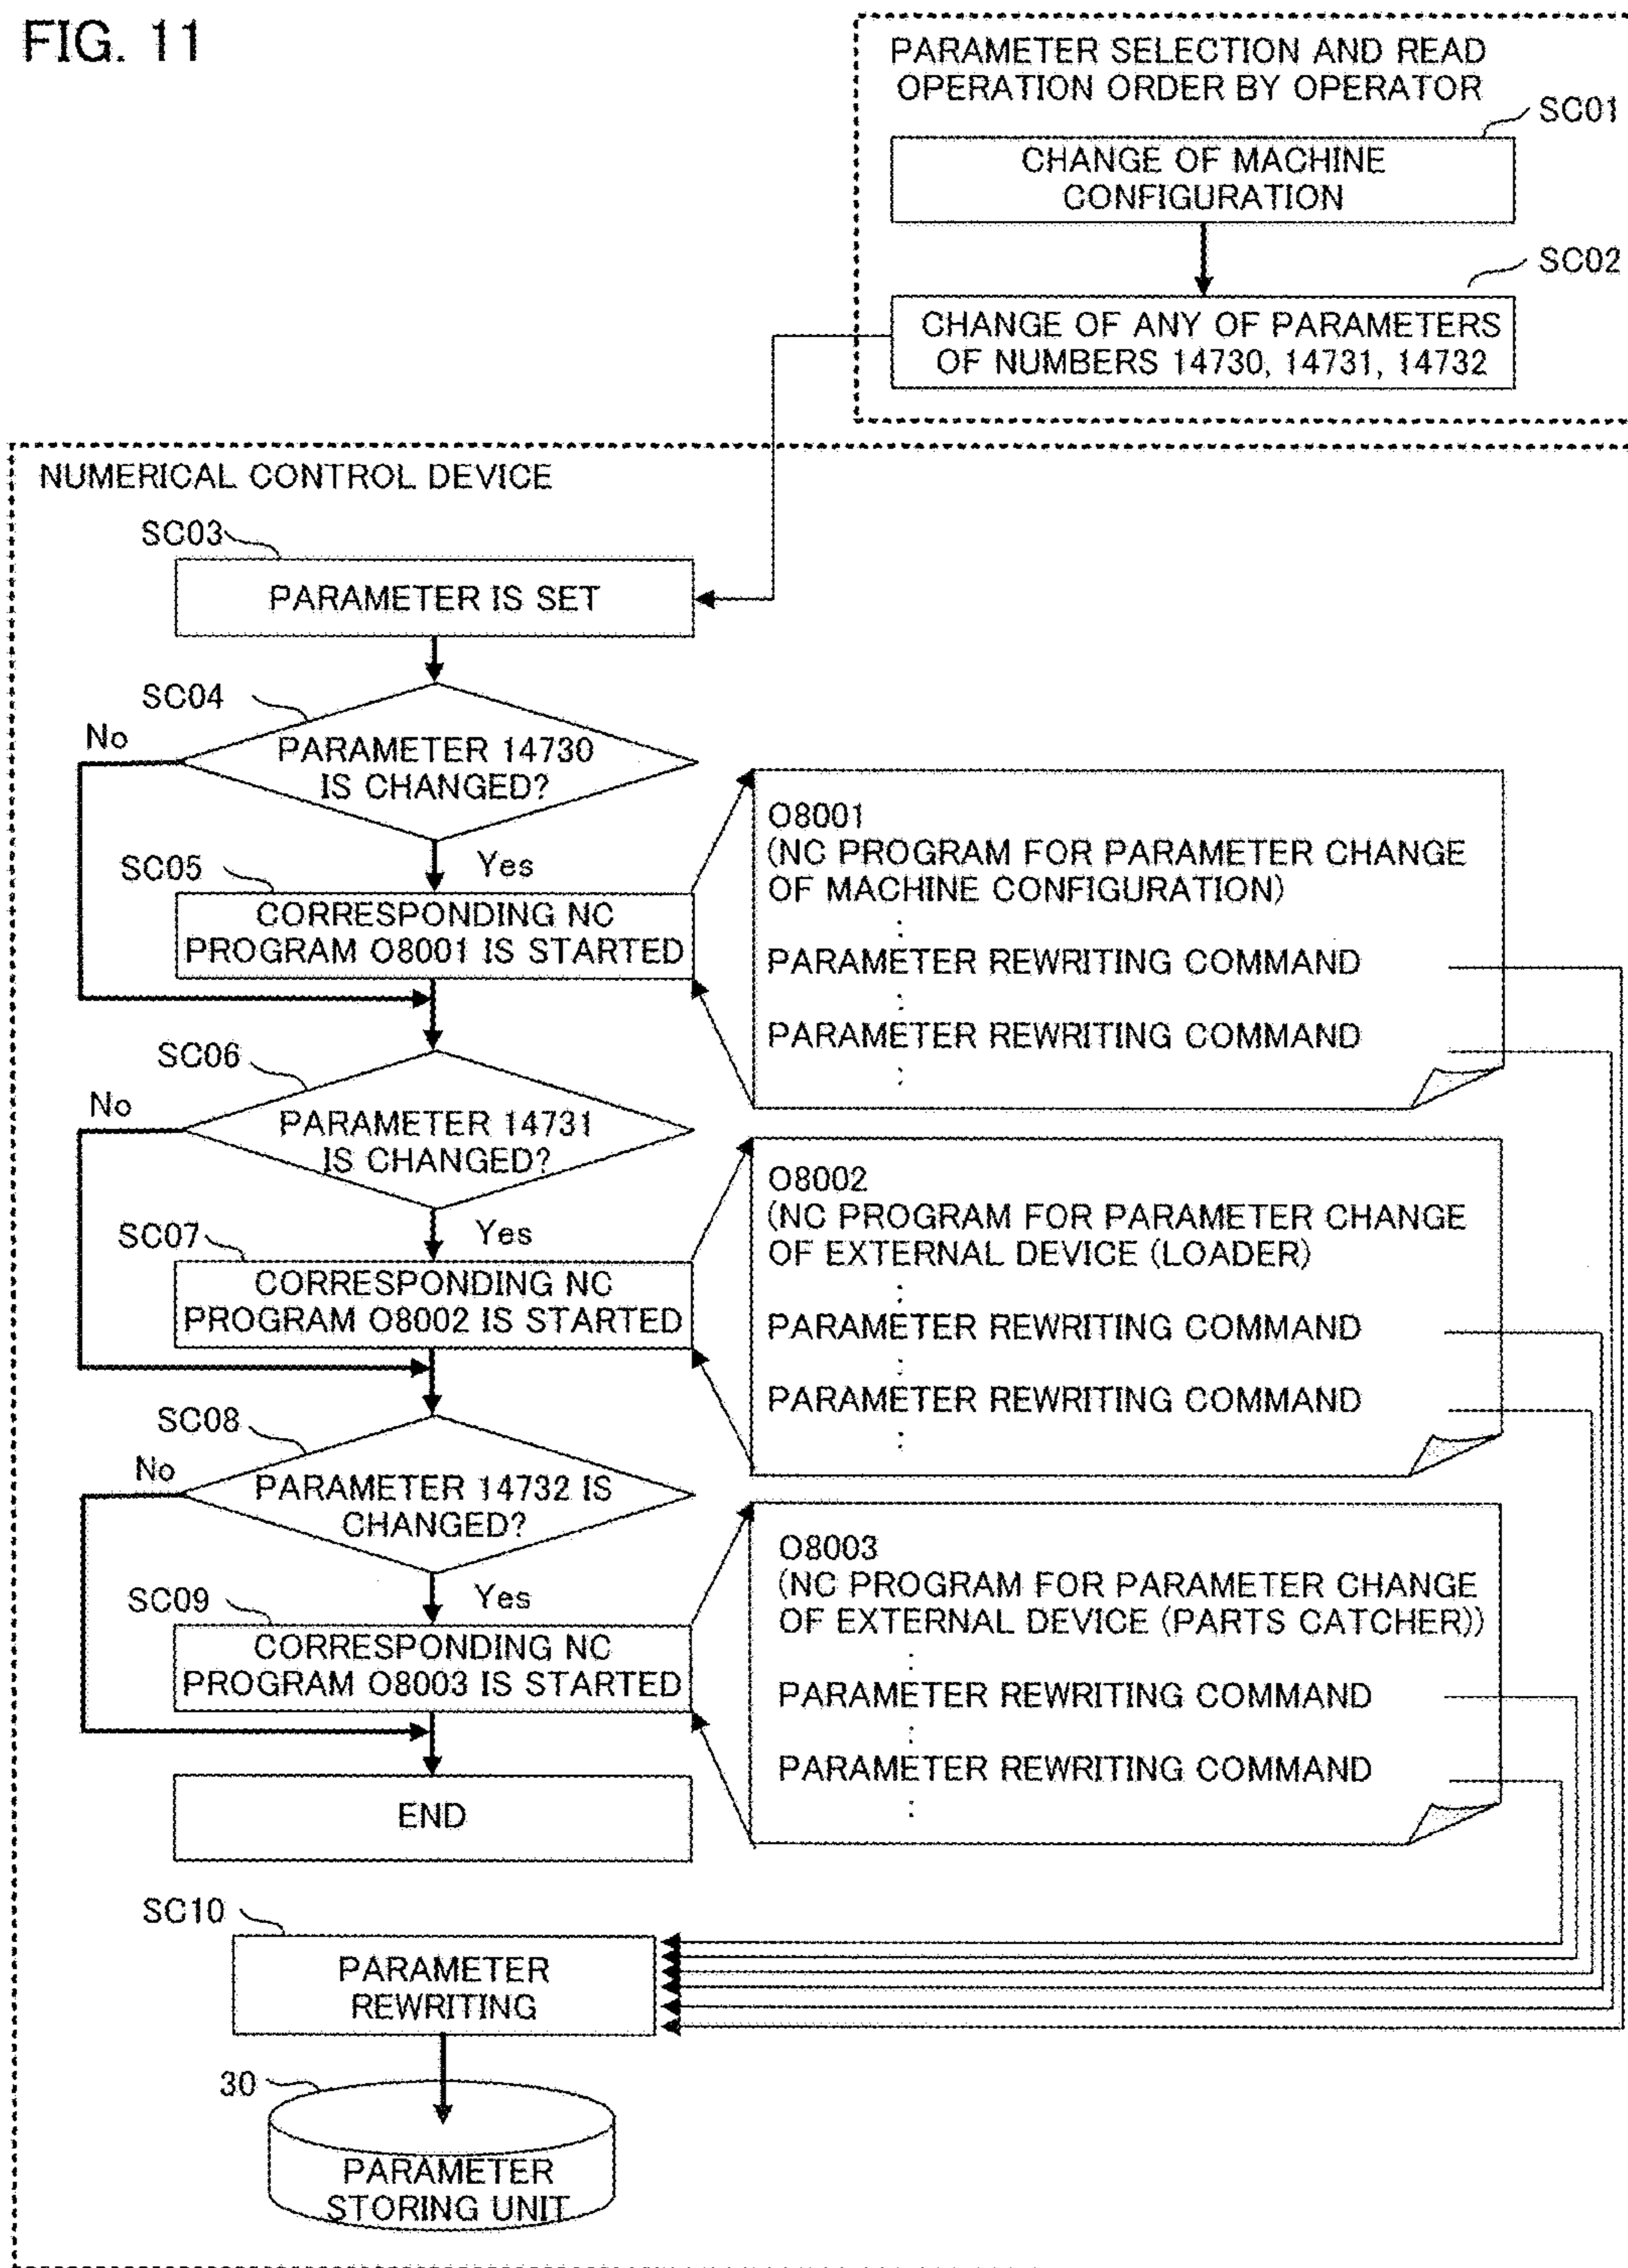 FIG. 11
PARAMETER SELECTION AND READ
OPERATION ORDER BY OPERATOR
SC01
CHANGE OF MACHINE
CONFIGURATION
SC02
CHANGE OF ANY OF PARAMETERS
OF NUMBERS 14730, 14731, 14732
NUMERICAL CONTROL DEVICE
SC03
PARAMETER IS SET
SC04
No
PARAMETER 14730
IS CHANGED?
Yes
SC05
CORRESPONDING NC
PROGRAM O8001 IS STARTED
O8001
(NC PROGRAM FOR PARAMETER CHANGE
OF MACHINE CONFIGURATION)
⋮
PARAMETER REWRITING COMMAND
⋮
PARAMETER REWRITING COMMAND
⋮
SC06
No
PARAMETER 14731
IS CHANGED?
Yes
SC07
CORRESPONDING NC
PROGRAM O8002 IS STARTED
O8002
(NC PROGRAM FOR PARAMETER CHANGE
OF EXTERNAL DEVICE (LOADER)
⋮
PARAMETER REWRITING COMMAND
⋮
PARAMETER REWRITING COMMAND
⋮
SC08
No
PARAMETER 14732 IS
CHANGED?
Yes
SC09
CORRESPONDING NC
PROGRAM O8003 IS STARTED
O8003
(NC PROGRAM FOR PARAMETER CHANGE
OF EXTERNAL DEVICE (PARTS CATCHER))
⋮
PARAMETER REWRITING COMMAND
⋮
PARAMETER REWRITING COMMAND
⋮
END
SC10
PARAMETER
REWRITING
30
PARAMETER
STORING UNIT